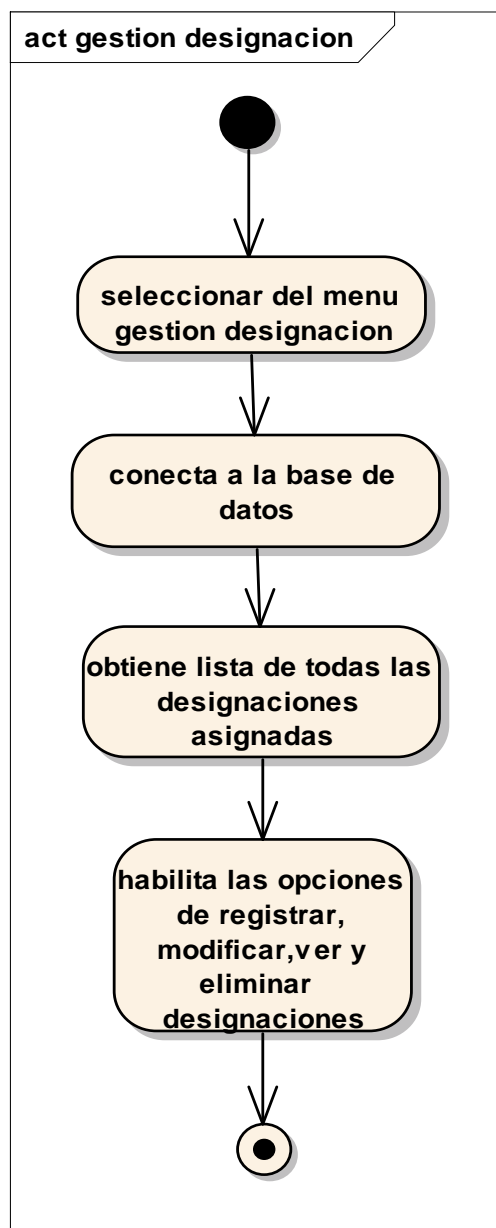 act gestion designacion
seleccionar del menu
gestion designacion
conecta a la base de
datos
obtiene lista de todas las
designaciones
asignadas
habilita las opciones
de registrar,
modificar,ver y
eliminar
designaciones